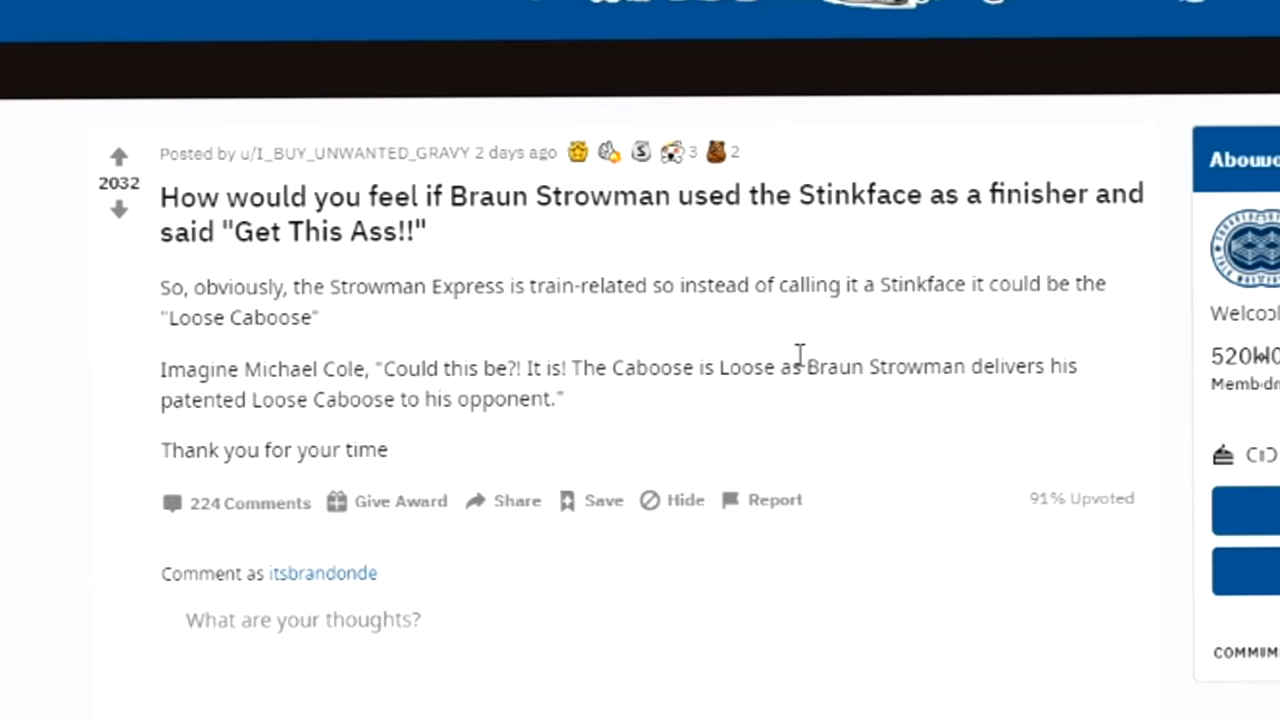 2032
Posted by u/I_BUY_UNWANTED_GRAVY 2 days ago 3 2
How would you feel if Braun Strowman used the Stinkface as a finisher and
said "Get This Ass!!"
So, obviously, the Strowman Express is train-related so instead of calling it a Stinkface it could be the
"Loose Caboose"
Imagine Michael Cole, "Could this be?! It is! The Caboose is Loose as Braun Strowman delivers his
patented Loose Caboose to his opponent."
Thank you for your time
224 Comments Give Award Share Save Hide Report 91% Upvoted
Comment as itsbrandonde
What are your thoughts?